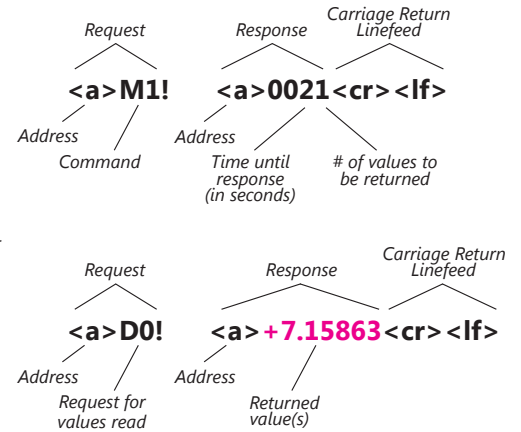 Carriage Return
Request Response Linefeed
<a>M1! <a>0021<cr><lf>
Address Address
Command Time until # of values to
response be returned
(in seconds)
Carriage Return
Request Response Linefeed
<a>D0! <a>+7.15863<cr><lf>
Address Address
Request for Returned
values read value(s)